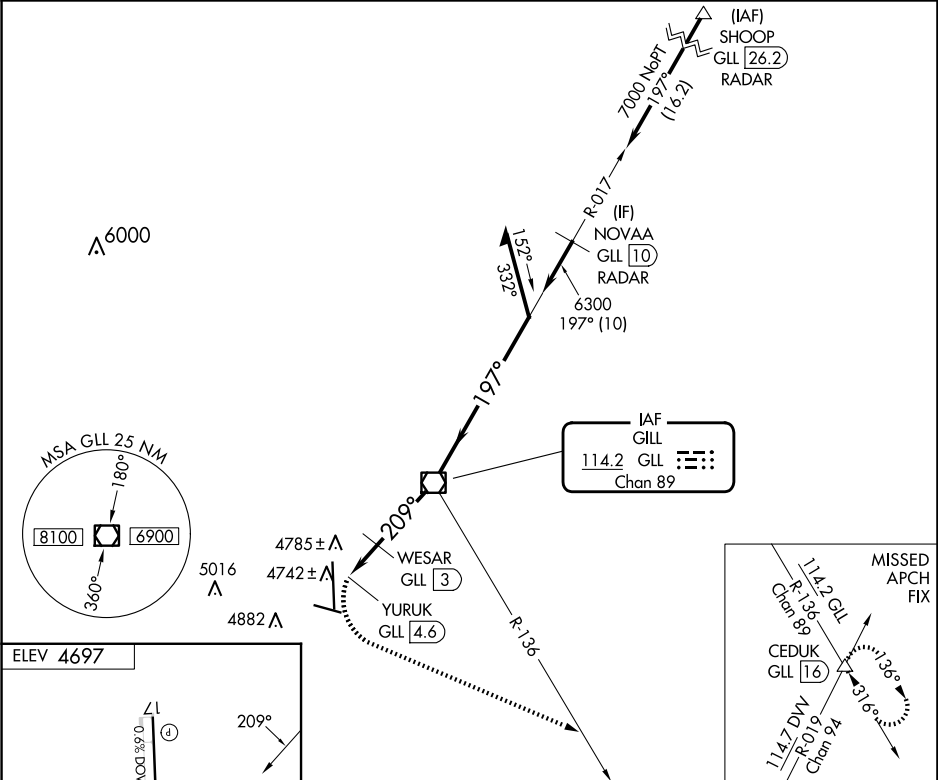 (IAF)
SHOOP
GLL 26.2
RADAR
7000 NoPT
197°
(16.2)
R-017
(IF)
NOVAA
GLL 10
RADAR
6000
152°
332°
6300
197° (10)
197°
IAF
GILL
114.2 GLL
Chan 89
MSA GLL 25 NM
180°
8100
6900
360°
209°
4785±
WESAR
GLL 3
4742±
5016
YURUK
GLL 4.6
4882
R-136
MISSED
APCH
FIX
114.2 GLL
R-136
Chan 89
CEDUK
GLL 16
136°
316°
114.7 DVV
R-019
Chan 94
ELEV 4697
17
P
0.6% DOW
209°